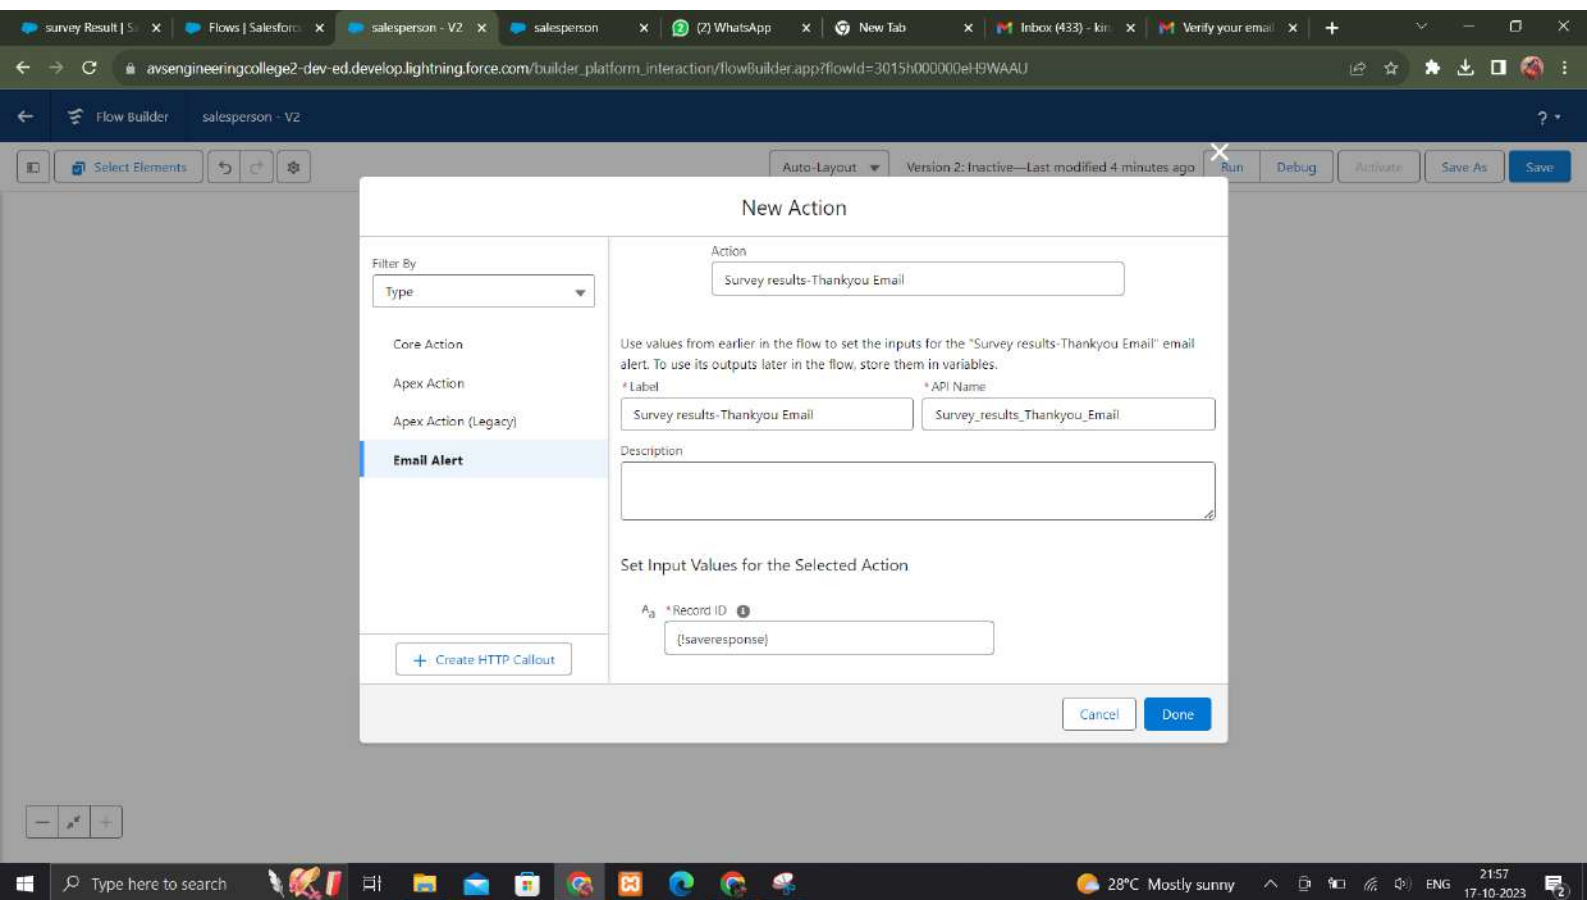 survey Result | S
Flows | Salesforc
salesperson - V2
salesperson
(2) WhatsApp
New Tab
Inbox (433) - kin
Verify your email
avsengineeringcollege2-dev-ed.develop.lightning.force.com/builder_platform_interaction/flowBuilder.app?flowId=3015h000000eH9WAAU
Flow Builder
salesperson - V2
?
Select Elements
Auto-Layout
Version 2: Inactive—Last modified 4 minutes ago
Run
Debug
Activate
Save As
Save
New Action
Filter By
Type
Core Action
Apex Action
Apex Action (Legacy)
Email Alert
+ Create HTTP Callout
Action
Survey results-Thankyou Email
Use values from earlier in the flow to set the inputs for the "Survey results-Thankyou Email" email
alert. To use its outputs later in the flow, store them in variables.
* Label
* API Name
Survey results-Thankyou Email
Survey_results_Thankyou_Email
Description
Set Input Values for the Selected Action
Aa * Record ID
{!saveresponse}
Cancel
Done
Type here to search
28°C Mostly sunny
ENG
21:57
17-10-2023
2